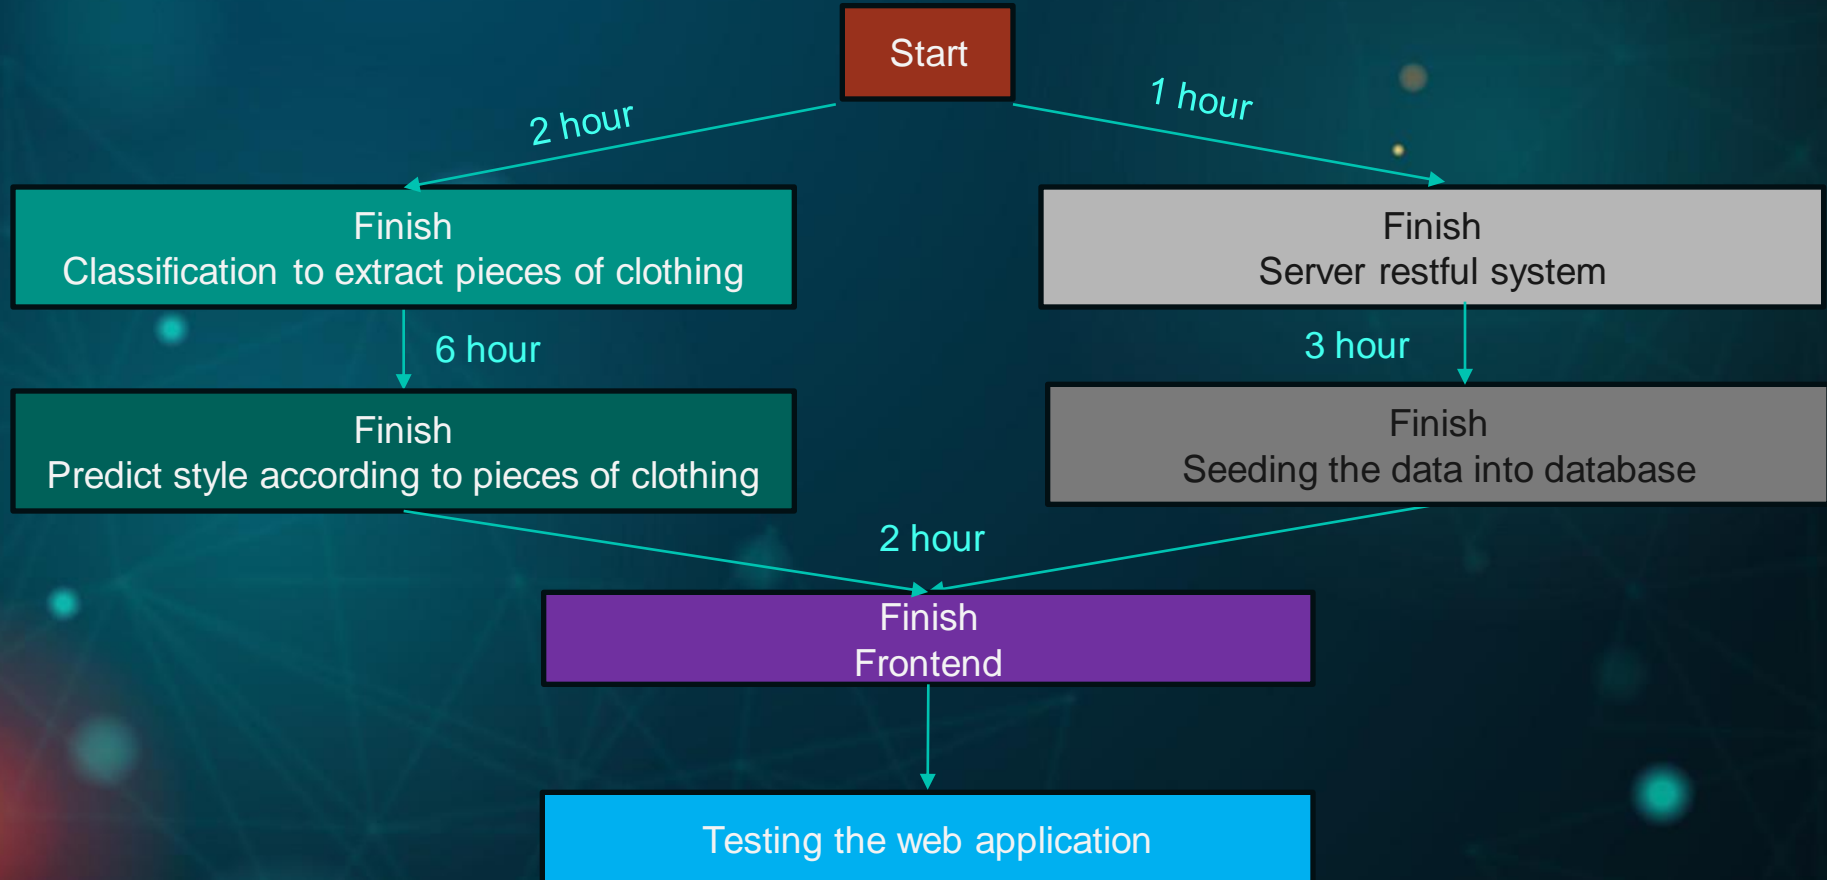 Start
2 hour
1 hour
Finish
Classification to extract pieces of clothing
Finish
Server restful system
6 hour
3 hour
Finish
Predict style according to pieces of clothing
Finish
Seeding the data into database
2 hour
Finish
Frontend
Testing the web application